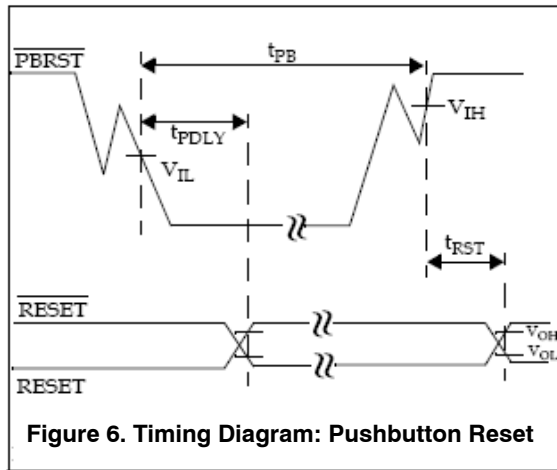 PBRST
tPB
VIH
tPDLY
VIL
tRST
RESET
VOH
VOL
RESET
Figure 6. Timing Diagram: Pushbutton Reset